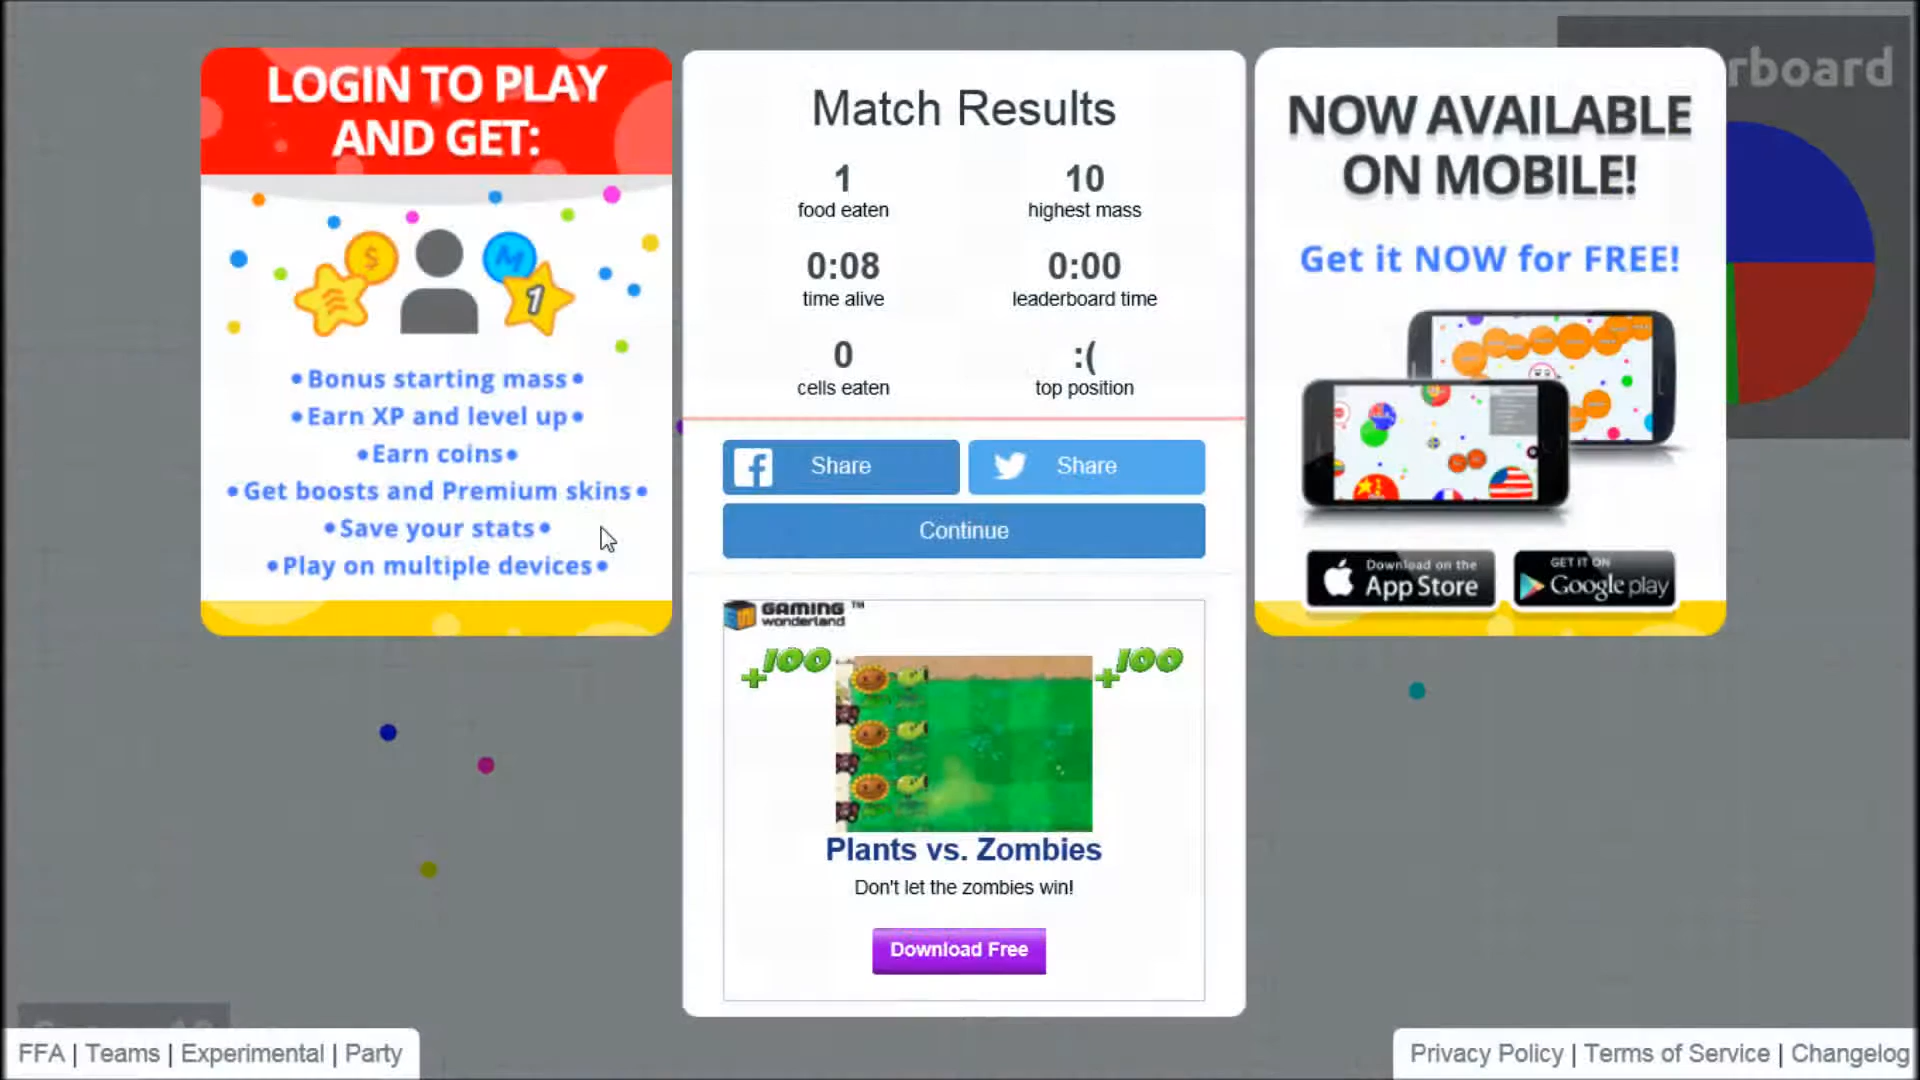 LOGIN TO PLAY
AND GET:
$
M
1
•Bonus starting mass•
•Earn XP and level up•
•Earn coins•
•Get boosts and Premium skins•
•Save your stats•
•Play on multiple devices•
Match Results
1
food eaten
10
highest mass
0:08
time alive
0:00
leaderboard time
0
cells eaten
:(
top position
Share
Share
Continue
GAMING™
wonderland
+100
+100
Plants vs. Zombies
Don't let the zombies win!
Download Free
rboard
NOW AVAILABLE
ON MOBILE!
Get it NOW for FREE!
Download on the
App Store
GET IT ON
Google play
FFA | Teams | Experimental | Party
Privacy Policy | Terms of Service | Changelog